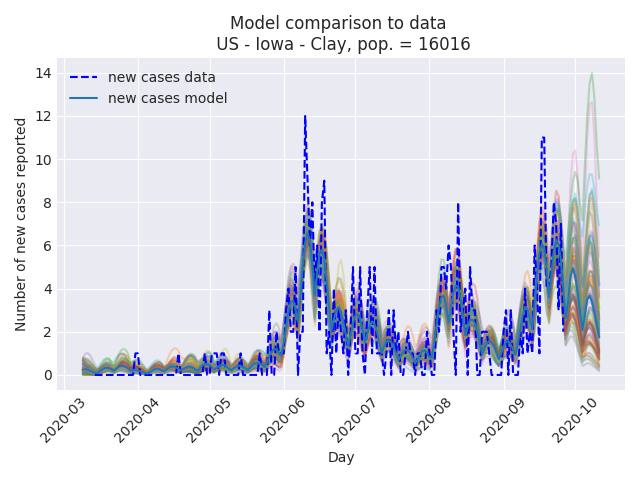 Model comparison to data
US - Iowa - Clay, pop. = 16016
new cases data
new cases model
Number of new cases reported
14
12
10
8
6
4
2
0
2020-03
2020-04
2020-05
2020-06
2020-07
2020-08
2020-09
2020-10
Day